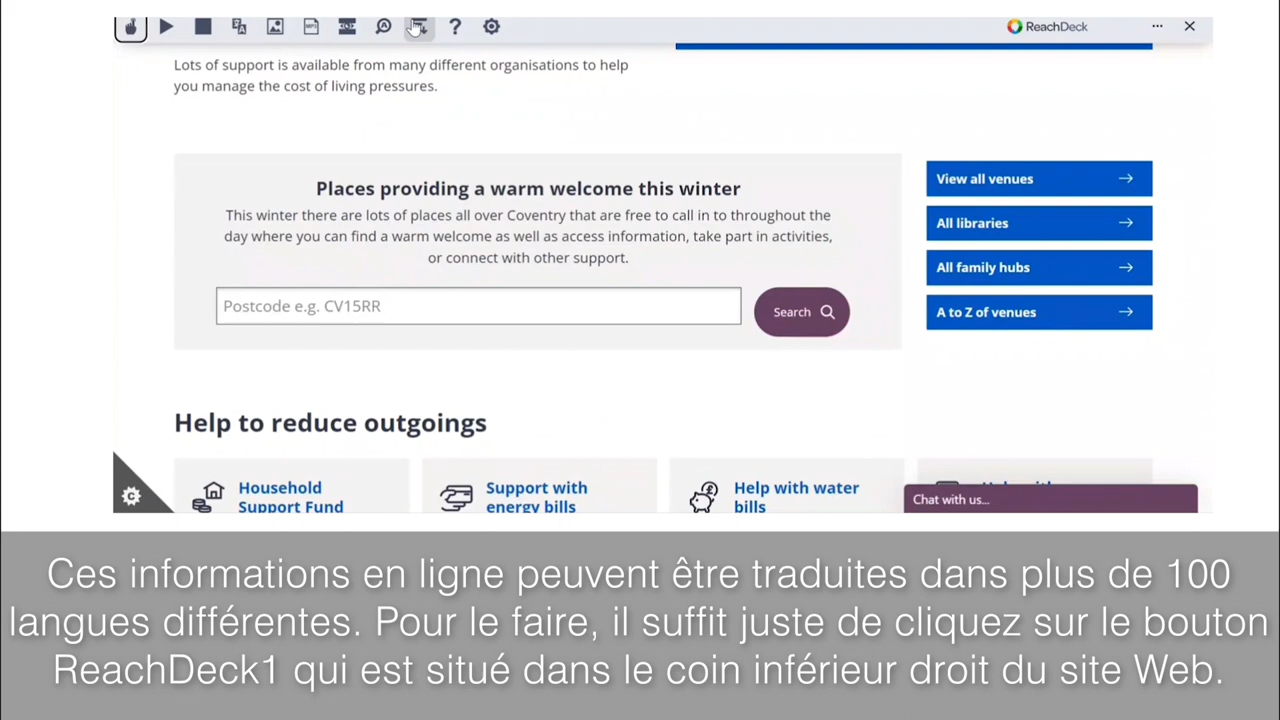 ReachDeck
Lots of support is available from many different organisations to help
you manage the cost of living pressures.
Places providing a warm welcome this winter
This winter there are lots of places all over Coventry that are free to call in to throughout the
day where you can find a warm welcome as well as access information, take part in activities,
or connect with other support.
Postcode e.g. CV15RR
Search
View all venues
All libraries
All family hubs
A to Z of venues
Help to reduce outgoings
Household
Support Fund
Support with
energy bills
Help with water
bills
Chat with us...
Ces informations en ligne peuvent être traduites dans plus de 100
langues différentes. Pour le faire, il suffit juste de cliquez sur le bouton
ReachDeck1 qui est situé dans le coin inférieur droit du site Web.